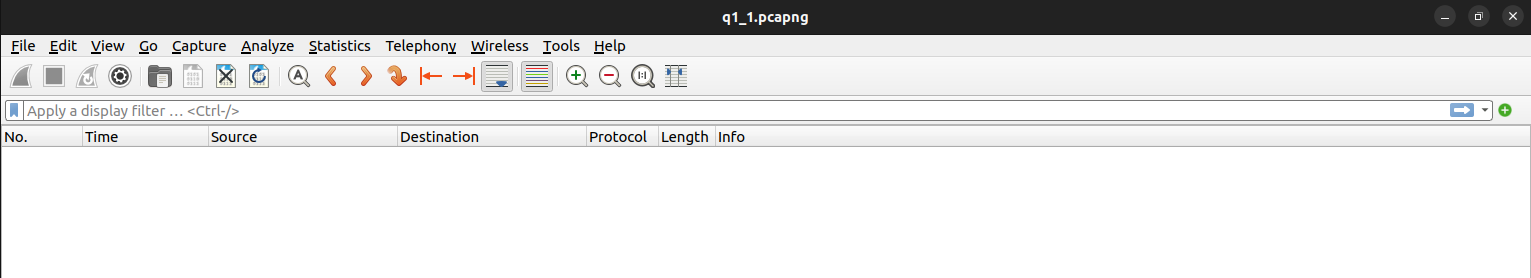 q1_1.pcapng
File Edit View Go Capture Analyze Statistics Telephony Wireless Tools Help
Apply a display filter … <Ctrl-/>
No. Time Source Destination Protocol Length Info